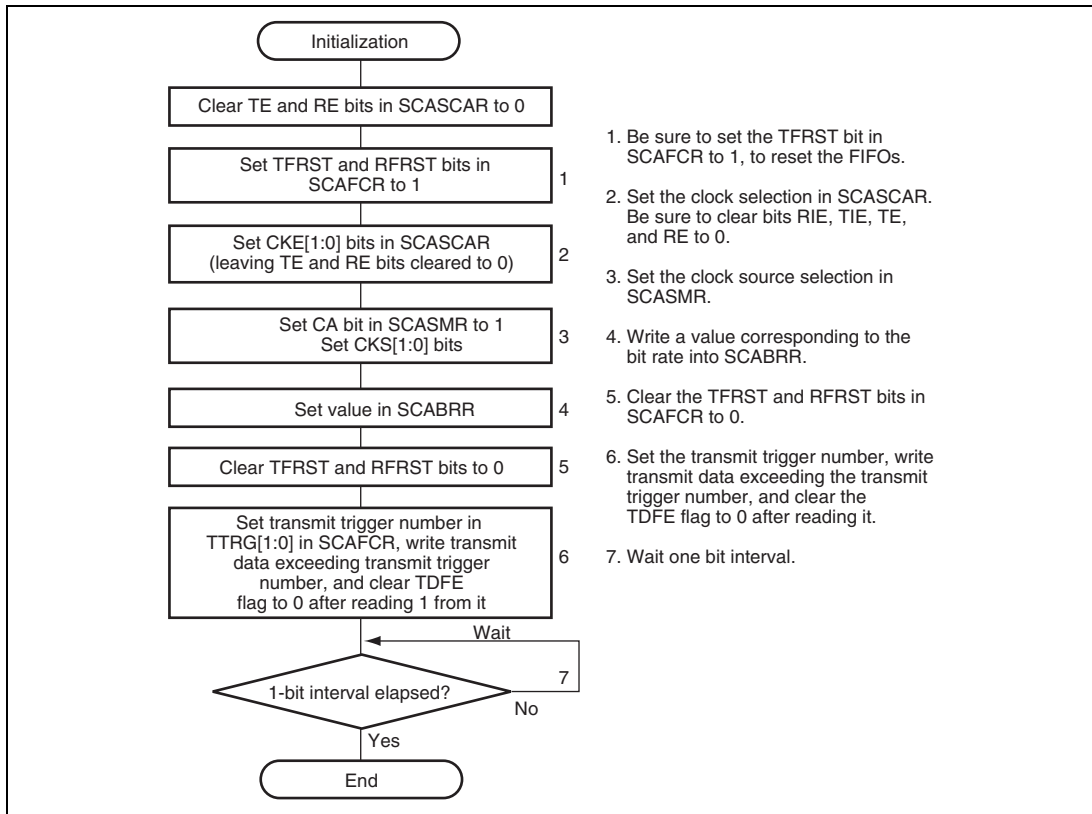 Initialization
Clear TE and RE bits in SCASCAR to 0
Set TFRST and RFRST bits in
SCAFCR to 1
1
Set CKE[1:0] bits in SCASCAR
(leaving TE and RE bits cleared to 0)
2
Set CA bit in SCASMR to 1
Set CKS[1:0] bits
3
Set value in SCABRR
4
Clear TFRST and RFRST bits to 0
5
Set transmit trigger number in
TTRG[1:0] in SCAFCR, write transmit
data exceeding transmit trigger
number, and clear TDFE
flag to 0 after reading 1 from it
6
Wait
1-bit interval elapsed?
7
No
Yes
End
1. Be sure to set the TFRST bit in
SCAFCR to 1, to reset the FIFOs.
2. Set the clock selection in SCASCAR.
Be sure to clear bits RIE, TIE, TE,
and RE to 0.
3. Set the clock source selection in
SCASMR.
4. Write a value corresponding to the
bit rate into SCABRR.
5. Clear the TFRST and RFRST bits in
SCAFCR to 0.
6. Set the transmit trigger number, write
transmit data exceeding the transmit
trigger number, and clear the
TDFE flag to 0 after reading it.
7. Wait one bit interval.